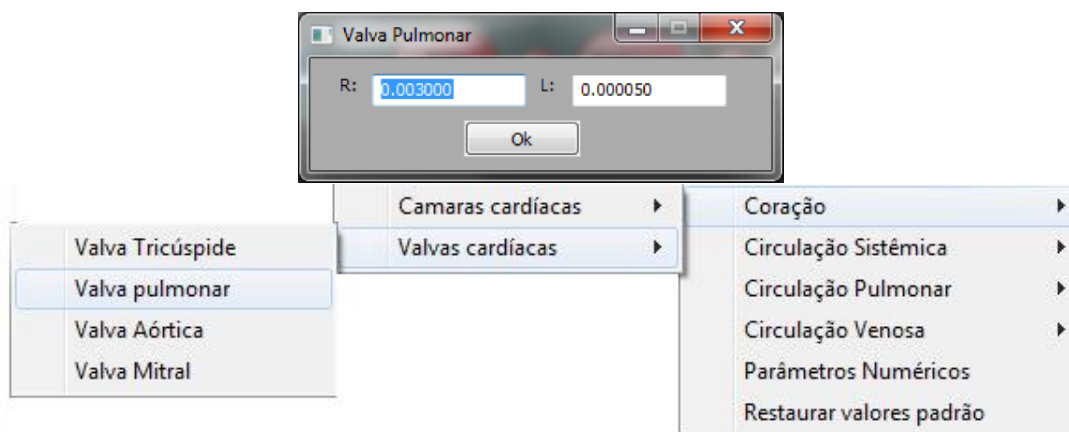 Valva Pulmonar
R: 0.003000 L: 0.000050
Ok
Camaras cardíacas
Valvas cardíacas
Coração
Circulação Sistêmica
Circulação Pulmonar
Circulação Venosa
Parâmetros Numéricos
Restaurar valores padrão
Valva Tricúspide
Valva pulmonar
Valva Aórtica
Valva Mitral